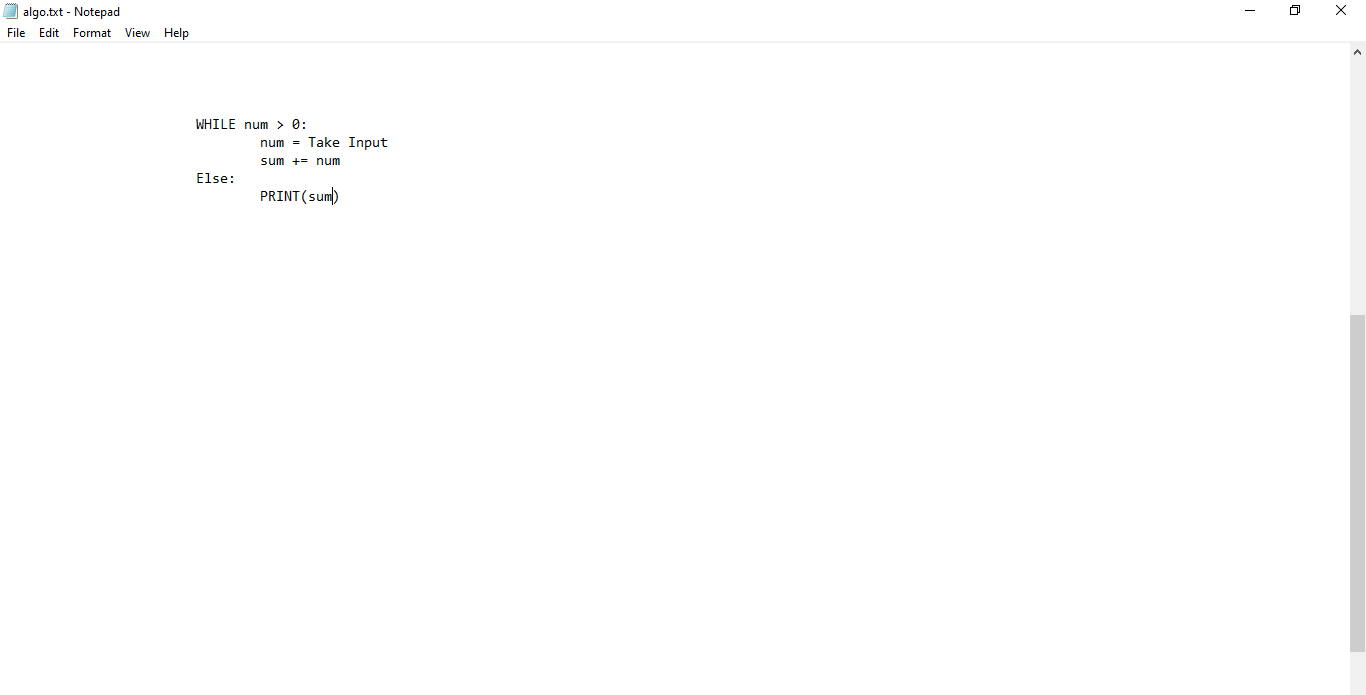 algo.txt - Notepad
File Edit Format View Help
WHILE num > 0:
num = Take Input
sum += num
Else:
PRINT(sum)